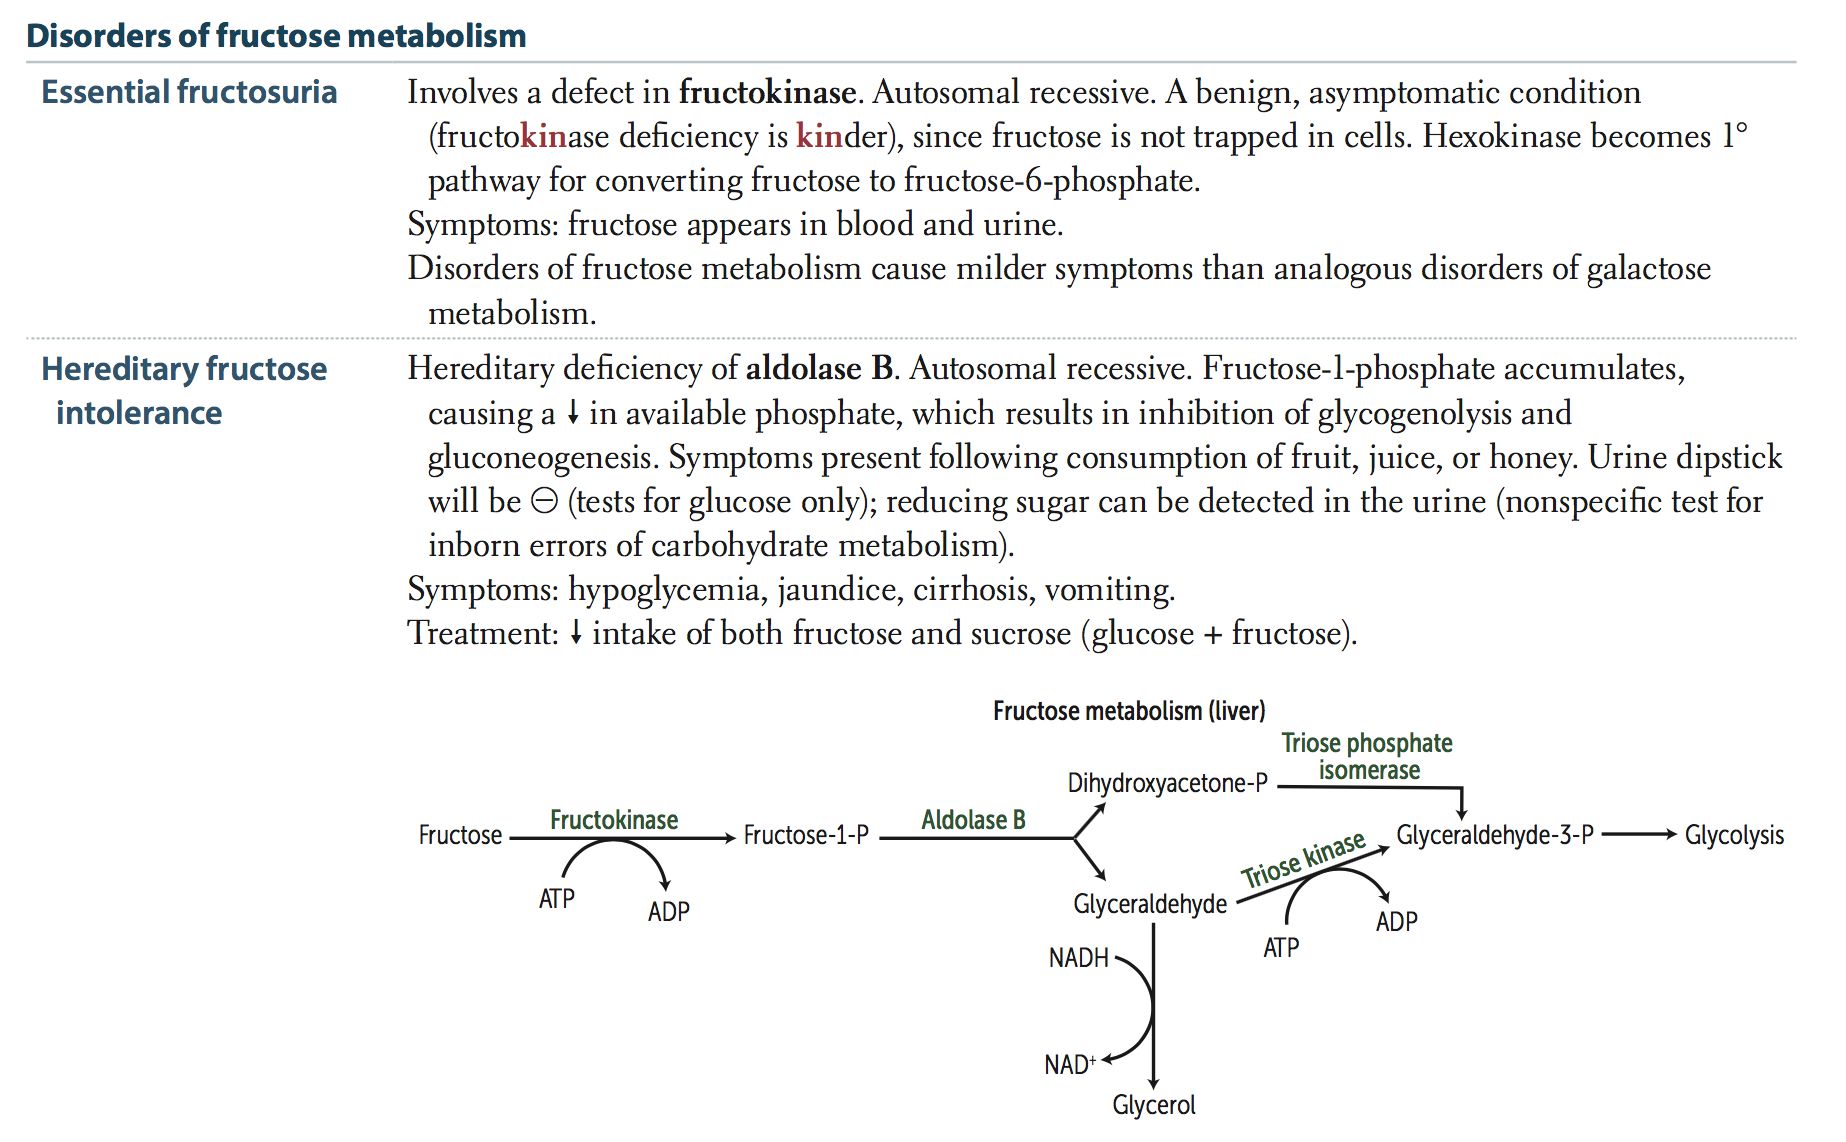 Disorders of fructose metabolism
Essential fructosuria
Involves a defect in fructokinase. Autosomal recessive. A benign, asymptomatic condition
(fructokinase deficiency is kinder), since fructose is not trapped in cells. Hexokinase becomes 1°
pathway for converting fructose to fructose-6-phosphate.
Symptoms: fructose appears in blood and urine.
Disorders of fructose metabolism cause milder symptoms than analogous disorders of galactose
metabolism.
Hereditary fructose
intolerance
Hereditary deficiency of aldolase B. Autosomal recessive. Fructose-1-phosphate accumulates,
causing a ↓ in available phosphate, which results in inhibition of glycogenolysis and
gluconeogenesis. Symptoms present following consumption of fruit, juice, or honey. Urine dipstick
will be ⊖ (tests for glucose only); reducing sugar can be detected in the urine (nonspecific test for
inborn errors of carbohydrate metabolism).
Symptoms: hypoglycemia, jaundice, cirrhosis, vomiting.
Treatment: ↓ intake of both fructose and sucrose (glucose + fructose).
Fructose metabolism (liver)
Triose phosphate
isomerase
Dihydroxyacetone-P
Fructose
Fructokinase
Fructose-1-P
Aldolase B
Glyceraldehyde-3-P
Glycolysis
Triose kinase
ATP
ADP
Glyceraldehyde
ATP
ADP
NADH
NAD+
Glycerol